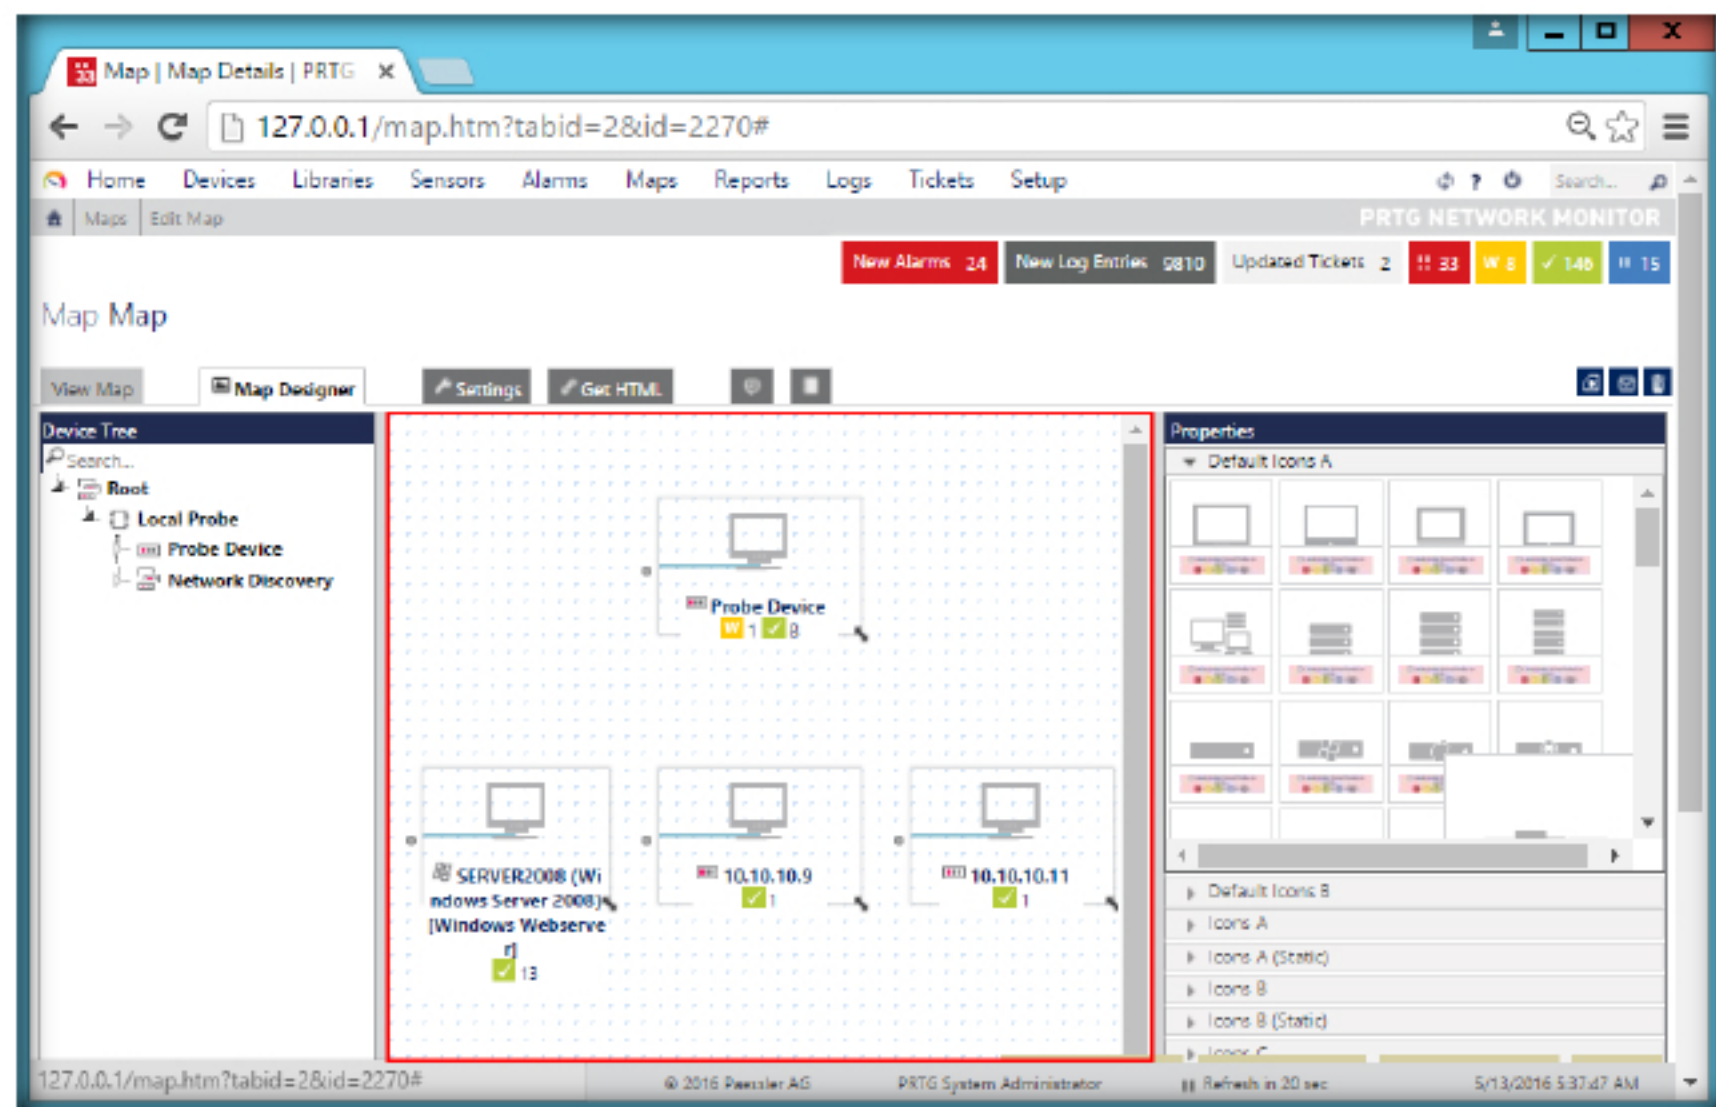 Map | Map Details | PRTG
127.0.0.1/map.htm?tabid=2&id=2270#
Home Devices Libraries Sensors Alarms Maps Reports Logs Tickets Setup ? Search...
Maps Edit Map PRTG NETWORK MONITOR
New Alarms 24 New Log Entries 9810 Updated Tickets 2 !! 33 W 8 146 II 15
Map Map
View Map Map Designer Settings Get HTML
Device Tree
Search...
Root
Local Probe
Probe Device
Network Discovery
Probe Device
W 1 8
SERVER2008 (Wi
ndows Server 2008)
[Windows Webserve
r]
13
10.10.10.9
1
10.10.10.11
1
Properties
Default Icons A
Default Icons B
Icons A
Icons A (Static)
Icons B
Icons B (Static)
Icons C
127.0.0.1/map.htm?tabid=2&id=2270# © 2016 Paessler AG PRTG System Administrator Refresh in 20 sec 5/13/2016 5:37:47 AM